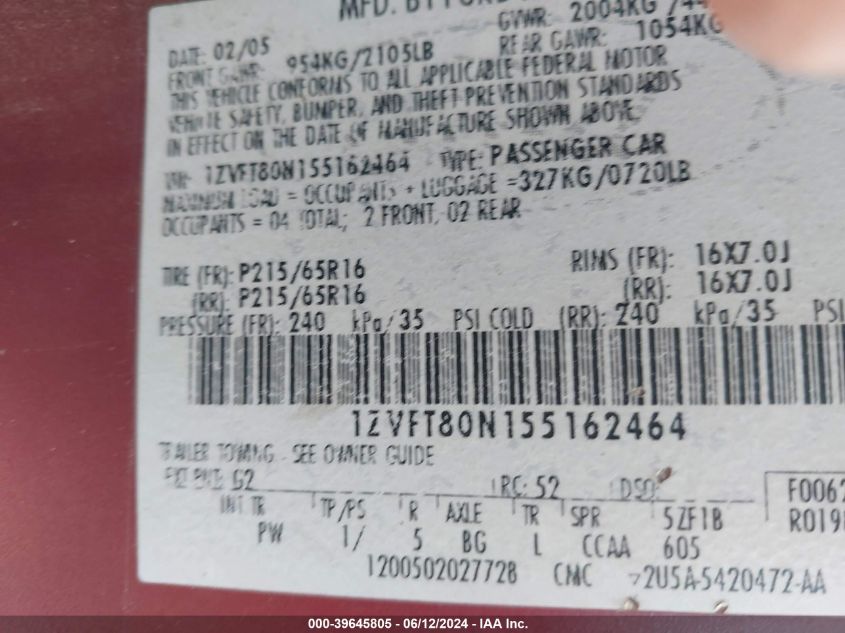 MFD. BY FORD
DATE: 02/05 GVWR: 2004KG /44
FRONT GAWR: 954KG/2105LB REAR GAWR: 1054KG
THIS VEHICLE CONFORMS TO ALL APPLICABLE FEDERAL MOTOR
VEHICLE SAFETY, BUMPER, AND THEFT PREVENTION STANDARDS
IN EFFECT ON THE DATE OF MANUFACTURE SHOWN ABOVE.
VIN: 1ZVFT80N155162464 TYPE: PASSENGER CAR
MAXIMUM LOAD = OCCUPANTS + LUGGAGE =327KG/0720LB
OCCUPANTS = 04 TOTAL; 2 FRONT, 02 REAR
TIRE (FR): P215/65R16 RIMS (FR): 16X7.0J
(RR): P215/65R16 (RR): 16X7.0J
PRESSURE (FR): 240 kPa/35 PSI COLD (RR): 240 kPa/35 PSI
1ZVFT80N155162464
TRAILER TOWING - SEE OWNER GUIDE
EXT PNT: G2 RC: 52 DSO: F0062
INT TR TP/PS R AXLE TR SPR 5ZF1B R019
PW 1/ 5 BG L CCAA 605
1200502027728 CMC 2U5A-5420472-AA
000-39645805 - 06/12/2024 - IAA Inc.